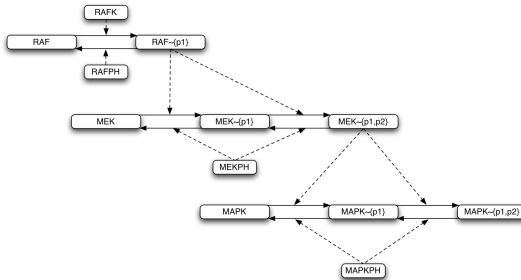 RAFK
RAF
RAF~{p1}
RAFPH
MEK
MEK~{p1}
MEK~{p1,p2}
MEKPH
MAPK
MAPK~{p1}
MAPK~{p1,p2}
MAPKPH